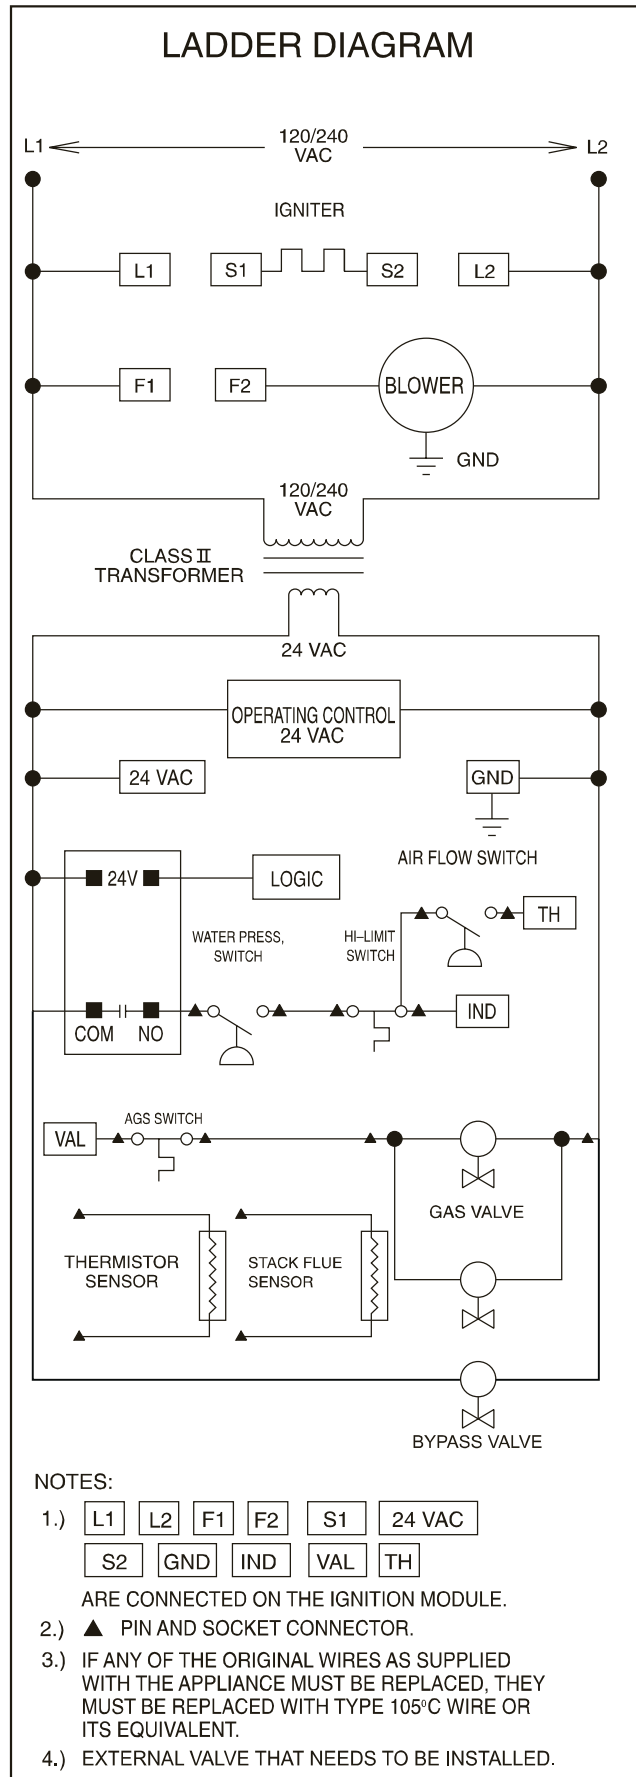 LADDER DIAGRAM
L1
120/240
VAC
L2
IGNITER
L1
S1
S2
L2
F1
F2
BLOWER
GND
120/240
VAC
CLASS II
TRANSFORMER
24 VAC
OPERATING CONTROL
24 VAC
24 VAC
GND
AIR FLOW SWITCH
24V
LOGIC
TH
WATER PRESS,
SWITCH
HI-LIMIT
SWITCH
IND
COM
NO
AGS SWITCH
VAL
GAS VALVE
THERMISTOR
SENSOR
STACK FLUE
SENSOR
BYPASS VALVE
NOTES:
1.) L1 L2 F1 F2 S1 24 VAC
S2 GND IND VAL TH
ARE CONNECTED ON THE IGNITION MODULE.
2.) ▲ PIN AND SOCKET CONNECTOR.
3.) IF ANY OF THE ORIGINAL WIRES AS SUPPLIED
WITH THE APPLIANCE MUST BE REPLACED, THEY
MUST BE REPLACED WITH TYPE 105ºC WIRE OR
ITS EQUIVALENT.
4.) EXTERNAL VALVE THAT NEEDS TO BE INSTALLED.